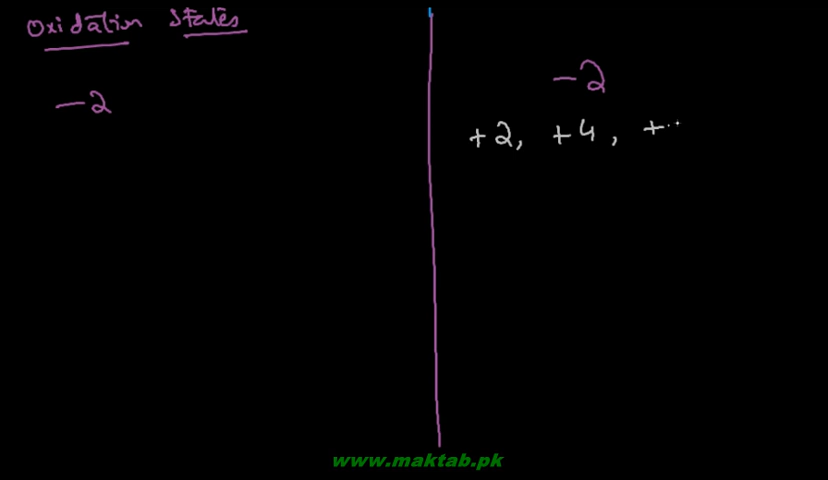 Oxidation States
-2
-2
+2, +4, +
www.maktab.pk